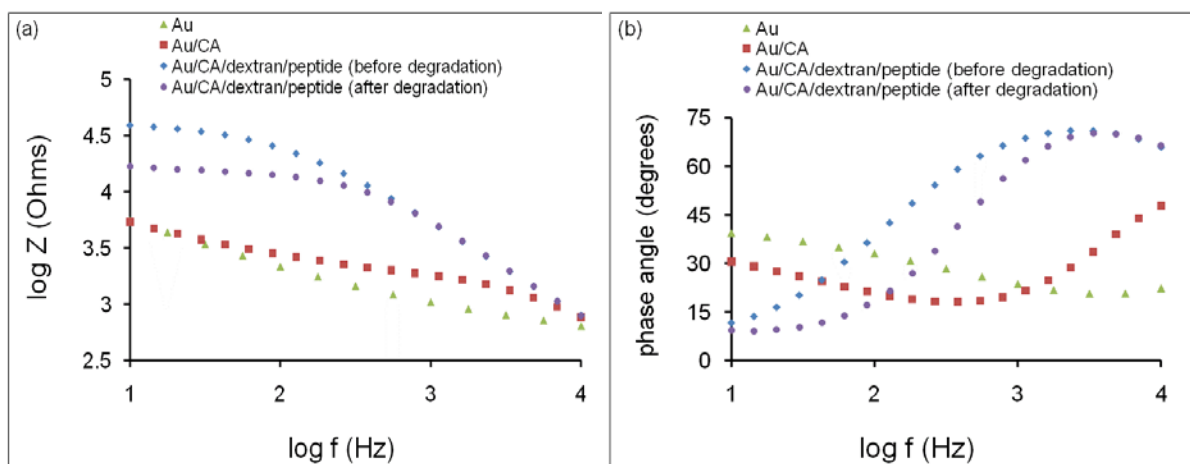 (a)
Au
Au/CA
Au/CA/dextran/peptide (before degradation)
Au/CA/dextran/peptide (after degradation)
5
4.5
4
3.5
3
2.5
log Z (Ohms)
1
2
3
4
log f (Hz)
(b)
Au
Au/CA
Au/CA/dextran/peptide (before degradation)
Au/CA/dextran/peptide (after degradation)
75
60
45
30
15
0
phase angle (degrees)
1
2
3
4
log f (Hz)